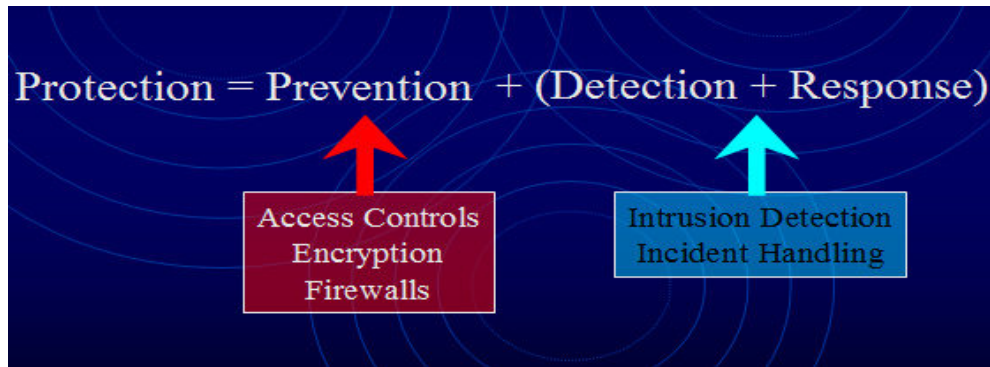 Protection = Prevention + (Detection + Response)
Access Controls
Encryption
Firewalls
Intrusion Detection
Incident Handling